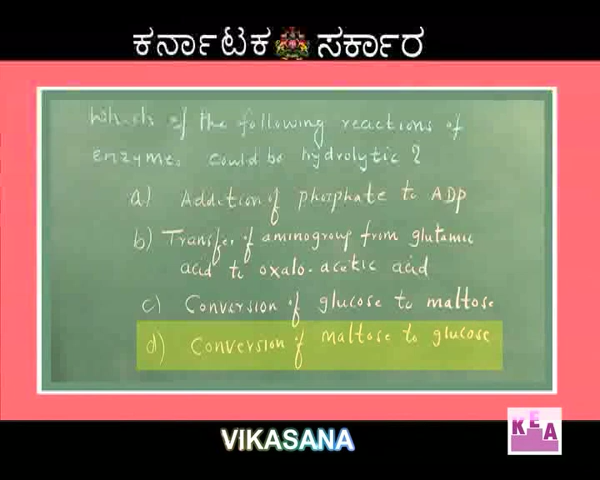 ಕರ್ನಾಟಕ ಸರ್ಕಾರ
Which of the following reactions of
enzymes could be hydrolytic?
a) Addition of phosphate to ADP
b) Transfer of aminogroup from glutamic
acid to oxalo.acetic acid
c) Conversion of glucose to maltose
d) Conversion of maltose to glucose
VIKASANA
KEA